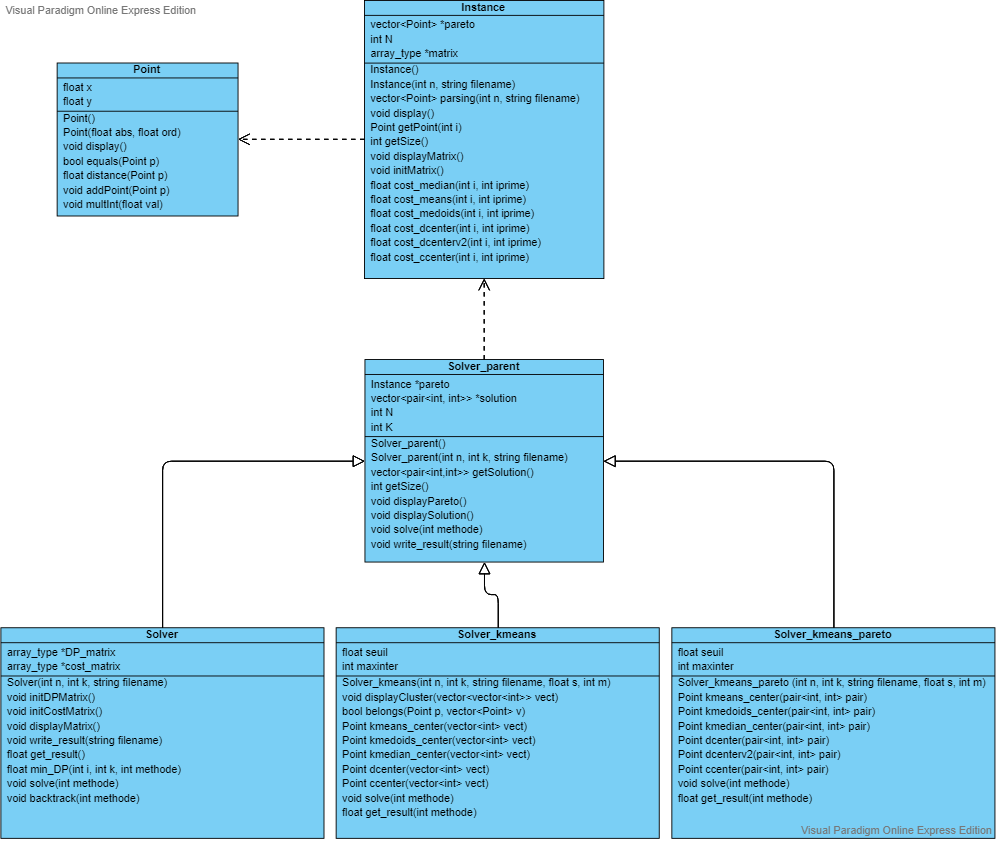 Visual Paradigm Online Express Edition
Instance
vector<Point> *pareto
int N
array_type *matrix
Instance()
Instance(int n, string filename)
vector<Point> parsing(int n, string filename)
void display()
Point getPoint(int i)
int getSize()
void displayMatrix()
void initMatrix()
float cost_median(int i, int iprime)
float cost_means(int i, int iprime)
float cost_medoids(int i, int iprime)
float cost_dcenter(int i, int iprime)
float cost_dcenterv2(int i, int iprime)
float cost_ccenter(int i, int iprime)
Point
float x
float y
Point()
Point(float abs, float ord)
void display()
bool equals(Point p)
float distance(Point p)
void addPoint(Point p)
void multInt(float val)
Solver_parent
Instance *pareto
vector<pair<int, int>> *solution
int N
int K
Solver_parent()
Solver_parent(int n, int k, string filename)
vector<pair<int,int>> getSolution()
int getSize()
void displayPareto()
void displaySolution()
void solve(int methode)
void write_result(string filename)
Solver
array_type *DP_matrix
array_type *cost_matrix
Solver(int n, int k, string filename)
void initDPMatrix()
void initCostMatrix()
void displayMatrix()
void write_result(string filename)
float get_result()
float min_DP(int i, int k, int methode)
void solve(int methode)
void backtrack(int methode)
Solver_kmeans
float seuil
int maxinter
Solver_kmeans(int n, int k, string filename, float s, int m)
void displayCluster(vector<vector<int>> vect)
bool belongs(Point p, vector<Point> v)
Point kmeans_center(vector<int> vect)
Point kmedoids_center(vector<int> vect)
Point kmedian_center(vector<int> vect)
Point dcenter(vector<int> vect)
Point ccenter(vector<int> vect)
void solve(int methode)
float get_result(int methode)
Solver_kmeans_pareto
float seuil
int maxinter
Solver_kmeans_pareto (int n, int k, string filename, float s, int m)
Point kmeans_center(pair<int, int> pair)
Point kmedoids_center(pair<int, int> pair)
Point kmedian_center(pair<int, int> pair)
Point dcenter(pair<int, int> pair)
Point dcenterv2(pair<int, int> pair)
Point ccenter(pair<int, int> pair)
void solve(int methode)
float get_result(int methode)
Visual Paradigm Online Express Edition